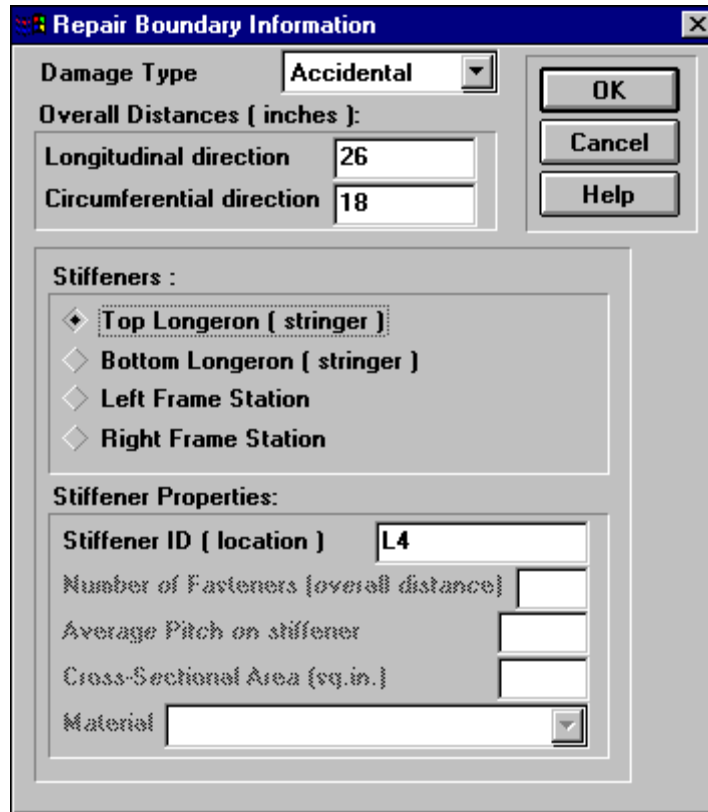 Repair Boundary Information
Damage Type Accidental
OK
Overall Distances ( inches ):
Cancel
Longitudinal direction 26
Circumferential direction 18
Help
Stiffeners :
Top Longeron ( stringer )
Bottom Longeron ( stringer )
Left Frame Station
Right Frame Station
Stiffener Properties:
Stiffener ID ( location ) L4
Number of Fasteners (overall distance)
Average Pitch on stiffener
Cross-Sectional Area (sq.in.)
Material